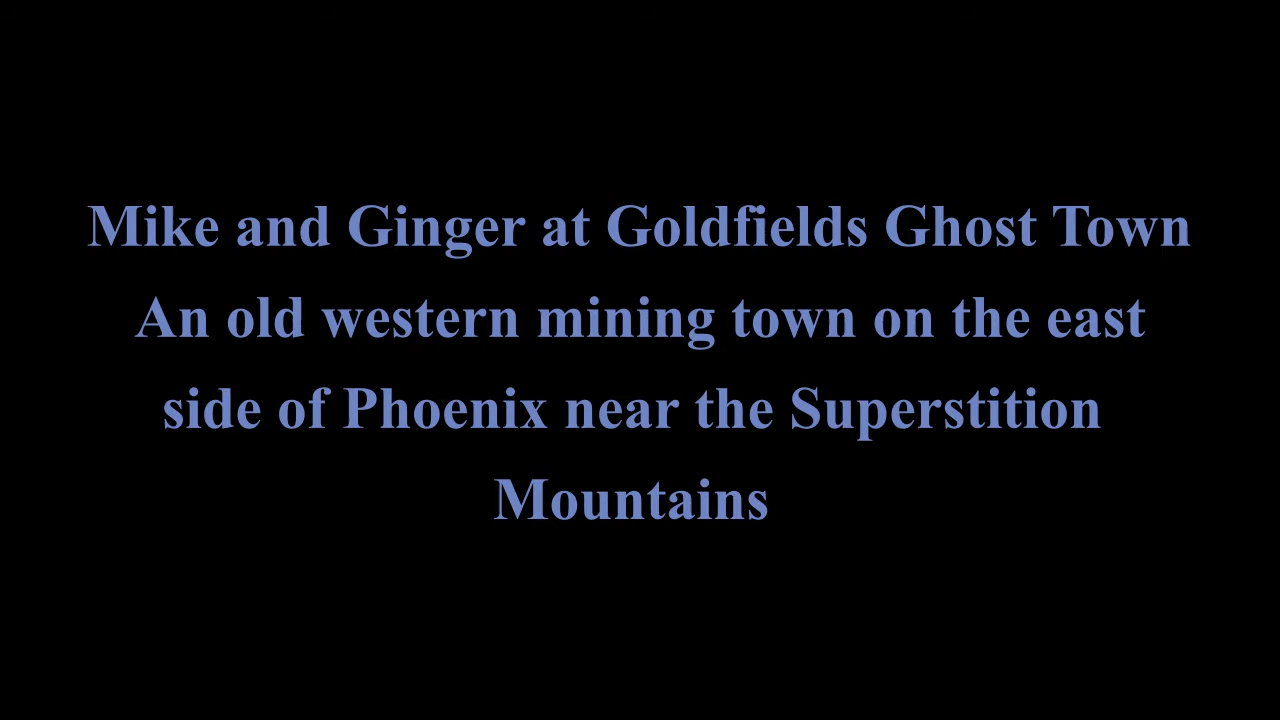 Mike and Ginger at Goldfields Ghost Town
An old western mining town on the east
side of Phoenix near the Superstition
Mountains